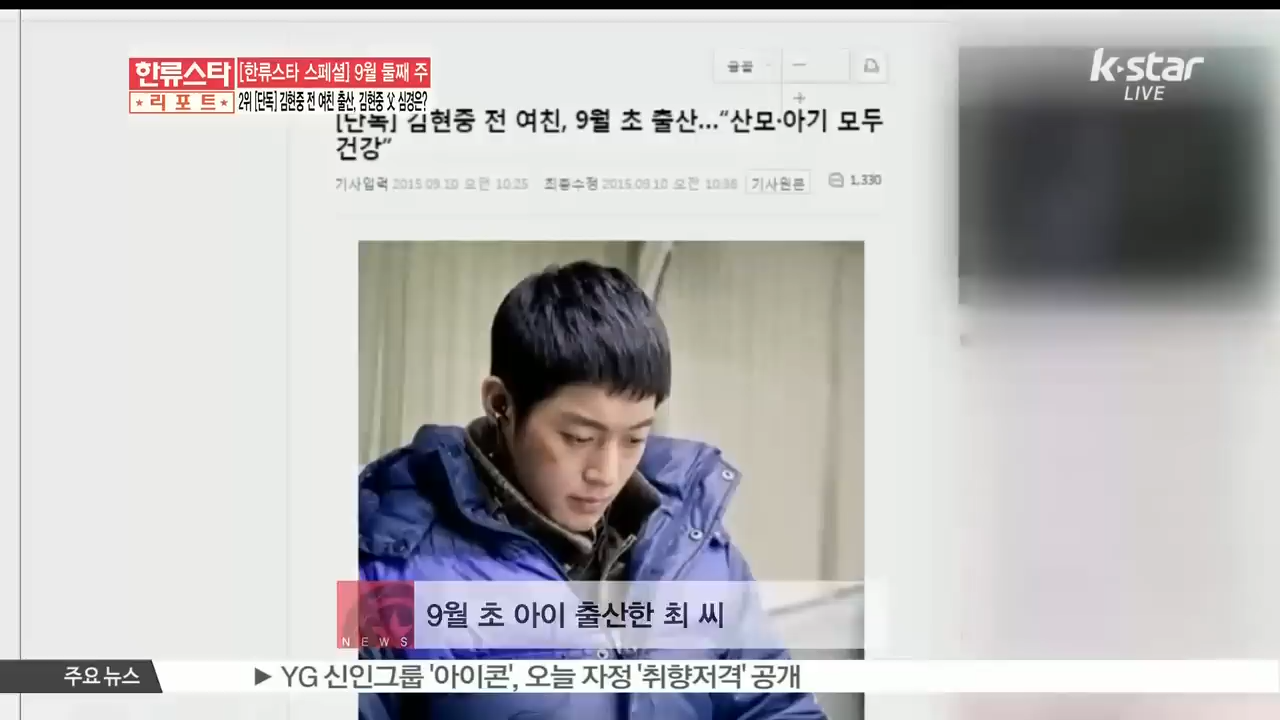 한류스타
리포트
[한류스타 스페셜] 9월 둘째 주
2위 [단독] 김현중 전 여친 출산, 김현중 父 심경은?
k·star
LIVE
글꼴
[단독] 김현중 전 여친, 9월 초 출산…“산모·아기 모두
건강”
기사입력 2015.09.10 오전 10:25 최종수정 2015.09.10 오전 10:36 기사원문 1,330
NEWS
9월 초 아이 출산한 최 씨
주요뉴스
▶ YG 신인그룹 '아이콘', 오늘 자정 '취향저격' 공개